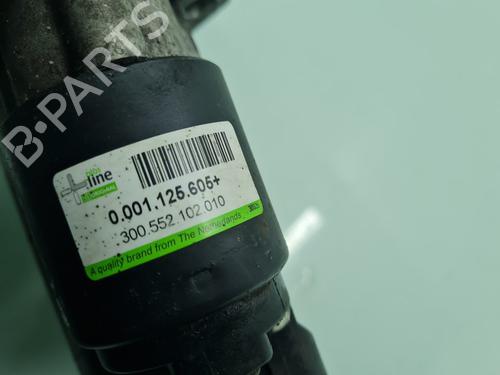 B-PARTS
line
0.001.125.605+
300.552.102.010
A quality brand from The Netherlands